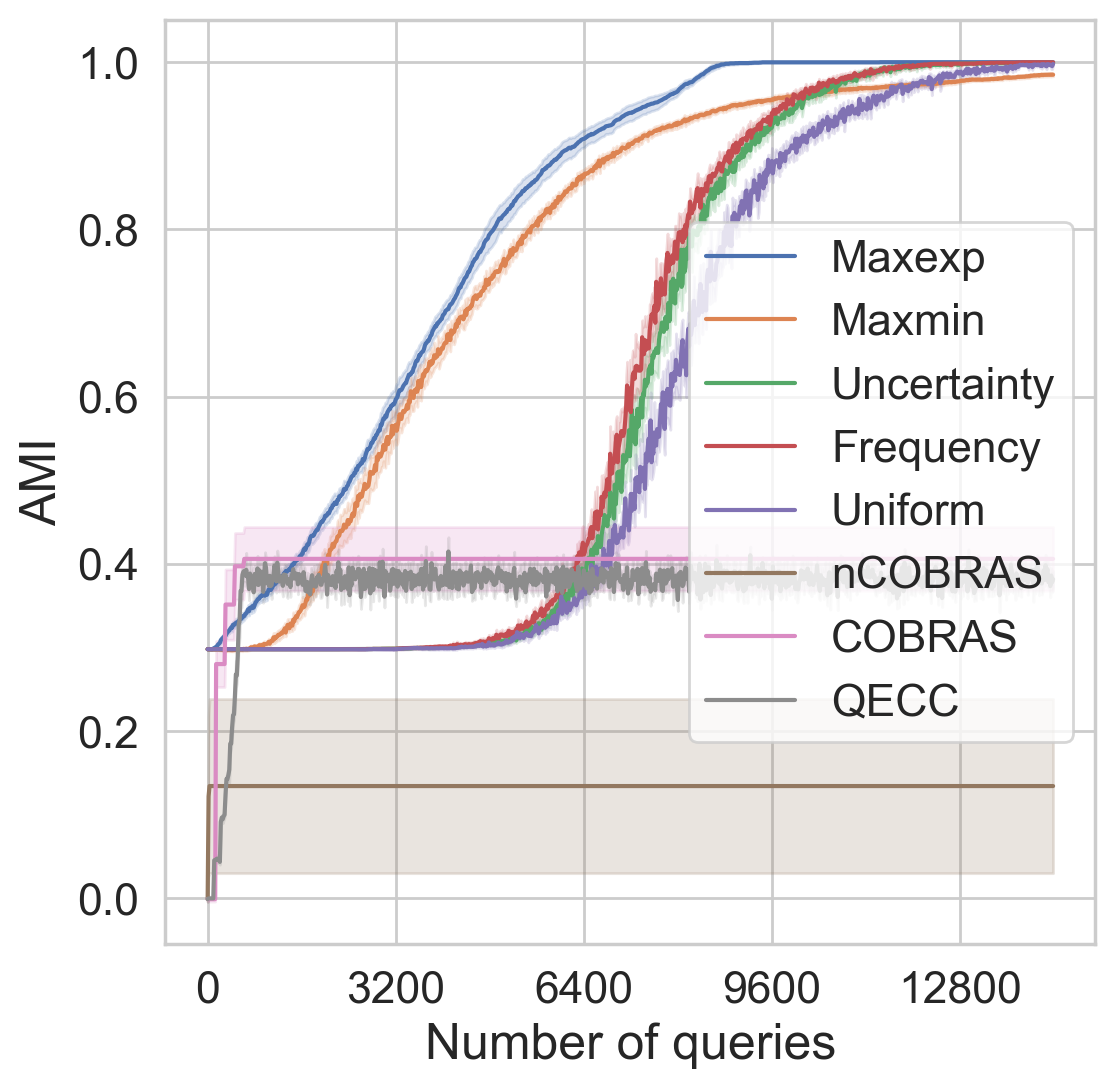 1.0
0.8
0.6
0.4
0.2
0.0
AMI
Maxexp
Maxmin
Uncertainty
Frequency
Uniform
nCOBRAS
COBRAS
QECC
0 3200 6400 9600 12800
Number of queries